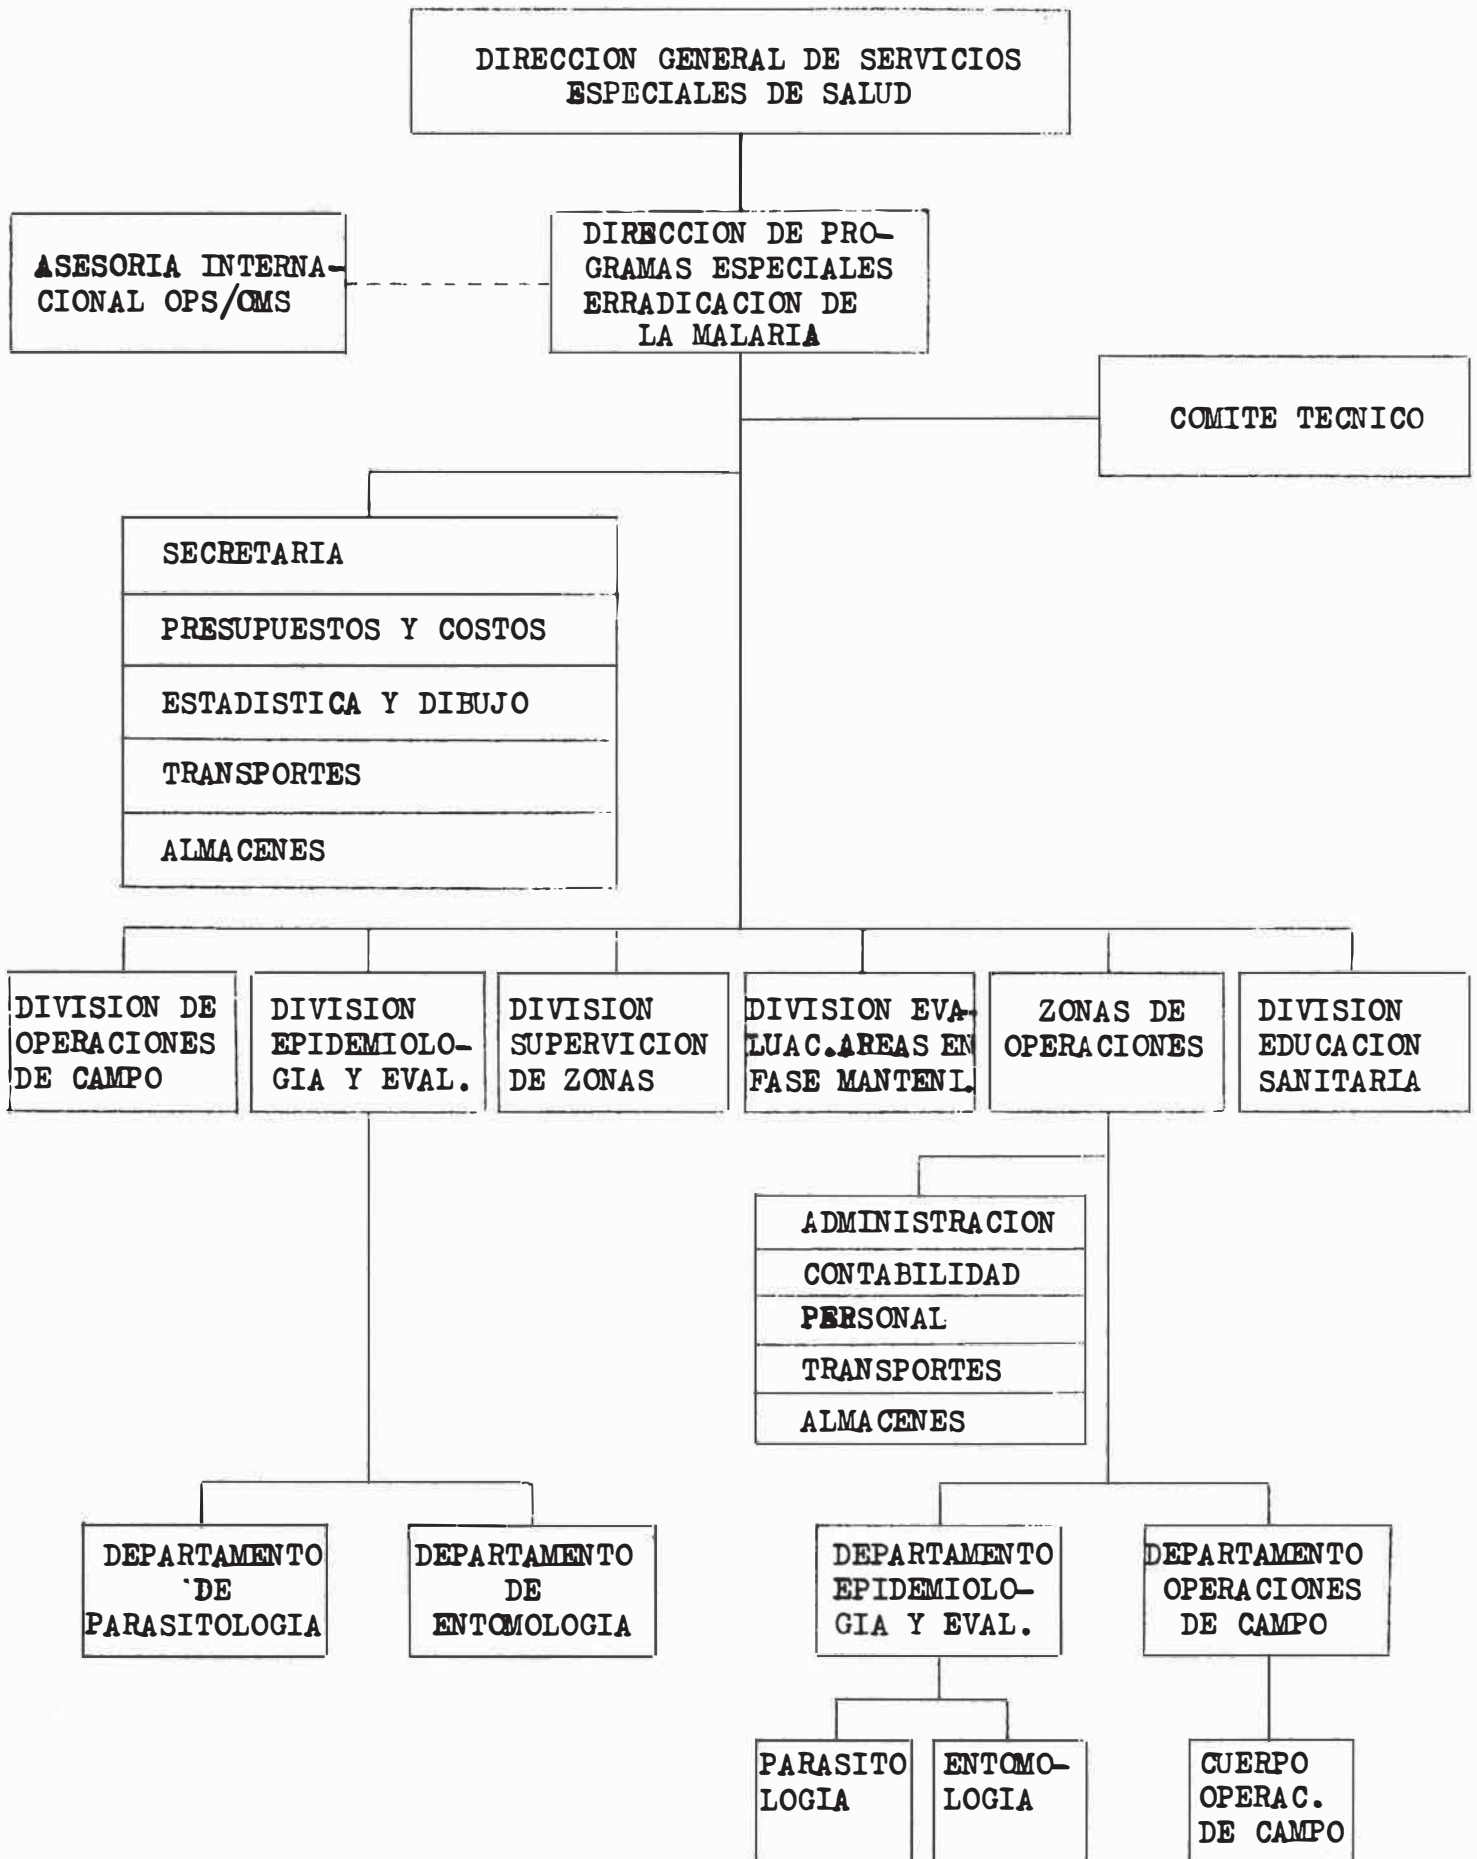 DIRECCION GENERAL DE SERVICIOS
ESPECIALES DE SALUD
ASESORIA INTERNA-
CIONAL OPS/OMS
DIRECCION DE PRO-
GRAMAS ESPECIALES
ERRADICACION DE
LA MALARIA
COMITE TECNICO
SECRETARIA
PRESUPUESTOS Y COSTOS
ESTADISTICA Y DIBUJO
TRANSPORTES
ALMACENES
DIVISION DE
OPERACIONES
DE CAMPO
DIVISION
EPIDEMIOLO-
GIA Y EVAL.
DIVISION
SUPERVICION
DE ZONAS
DIVISION EVA-
LUAC.AREAS EN
FASE MANTENI.
ZONAS DE
OPERACIONES
DIVISION
EDUCACION
SANITARIA
ADMINISTRACION
CONTABILIDAD
PERSONAL
TRANSPORTES
ALMACENES
DEPARTAMENTO
DE
PARASITOLOGIA
DEPARTAMENTO
DE
ENTOMOLOGIA
DEPARTAMENTO
EPIDEMIOLO-
GIA Y EVAL.
DEPARTAMENTO
OPERACIONES
DE CAMPO
PARASITO
LOGIA
ENTOMO-
LOGIA
CUERPO
OPERAC.
DE CAMPO